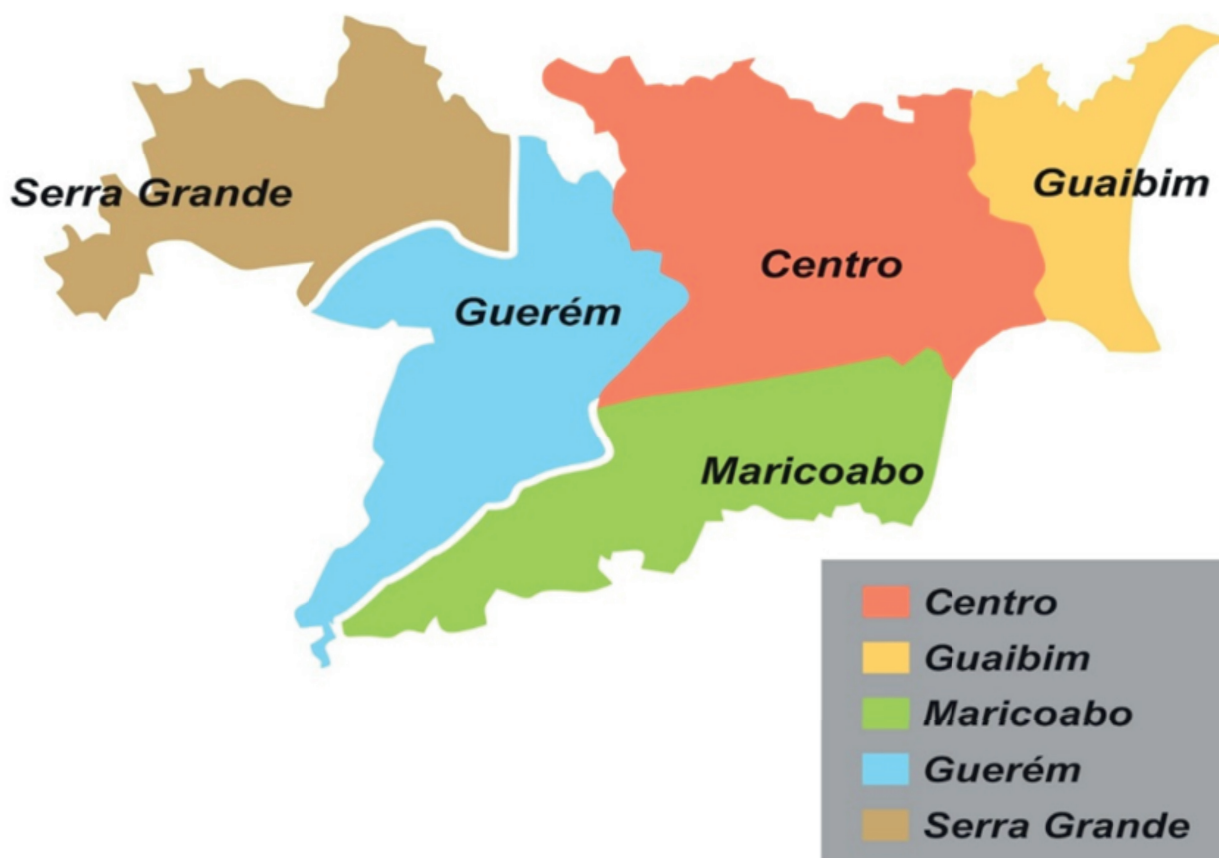 Serra Grande
Guaibim
Centro
Guerém
Maricoabo
Centro
Guaibim
Maricoabo
Guerém
Serra Grande